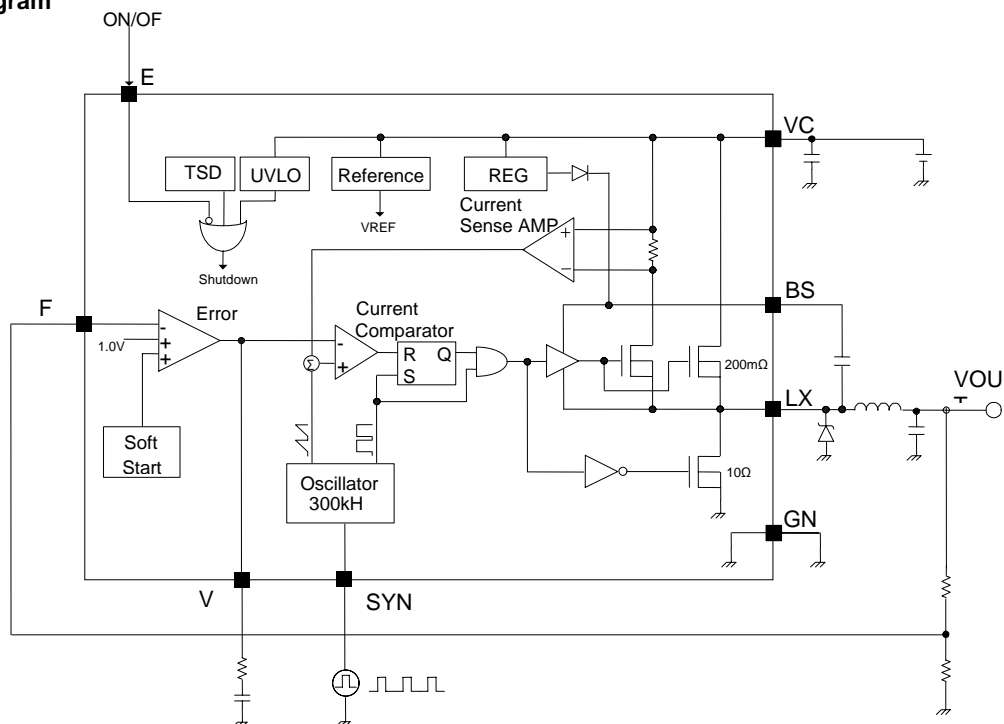 gram
ON/OF
E
VC
TSD
UVLO
Reference
REG
Current
Sense AMP
VREF
+
−
Shutdown
BS
F
Error
Current
Comparator
-
1.0V
+
+
-
+
Σ
R
Q
S
200mΩ
VOU
LX
Soft
Start
Oscillator
300kH
10Ω
GN
V
SYN